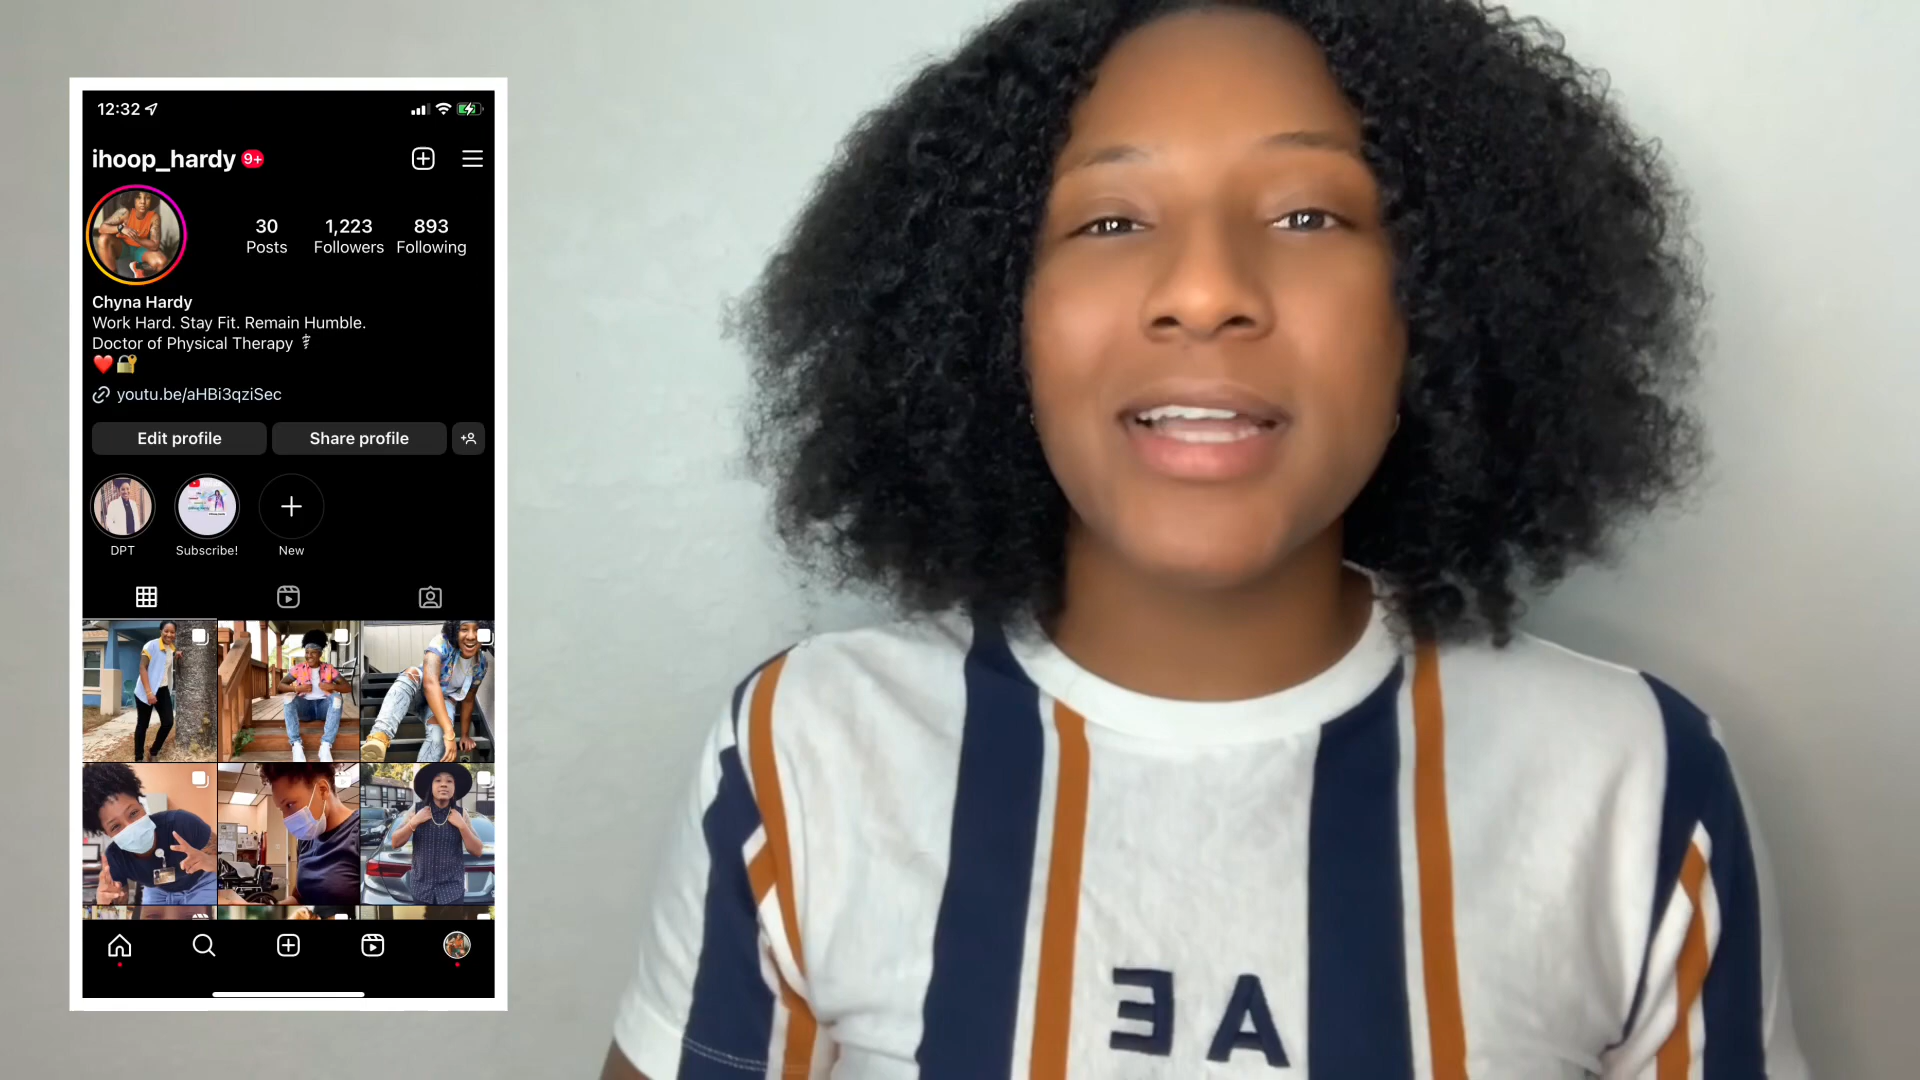 12:32
ihoop_hardy 9+
30 1,223 893
Posts Followers Following
Chyna Hardy
Work Hard. Stay Fit. Remain Humble.
Doctor of Physical Therapy
youtu.be/aHBi3qziSec
Edit profile Share profile
DPT Subscribe! New
AE